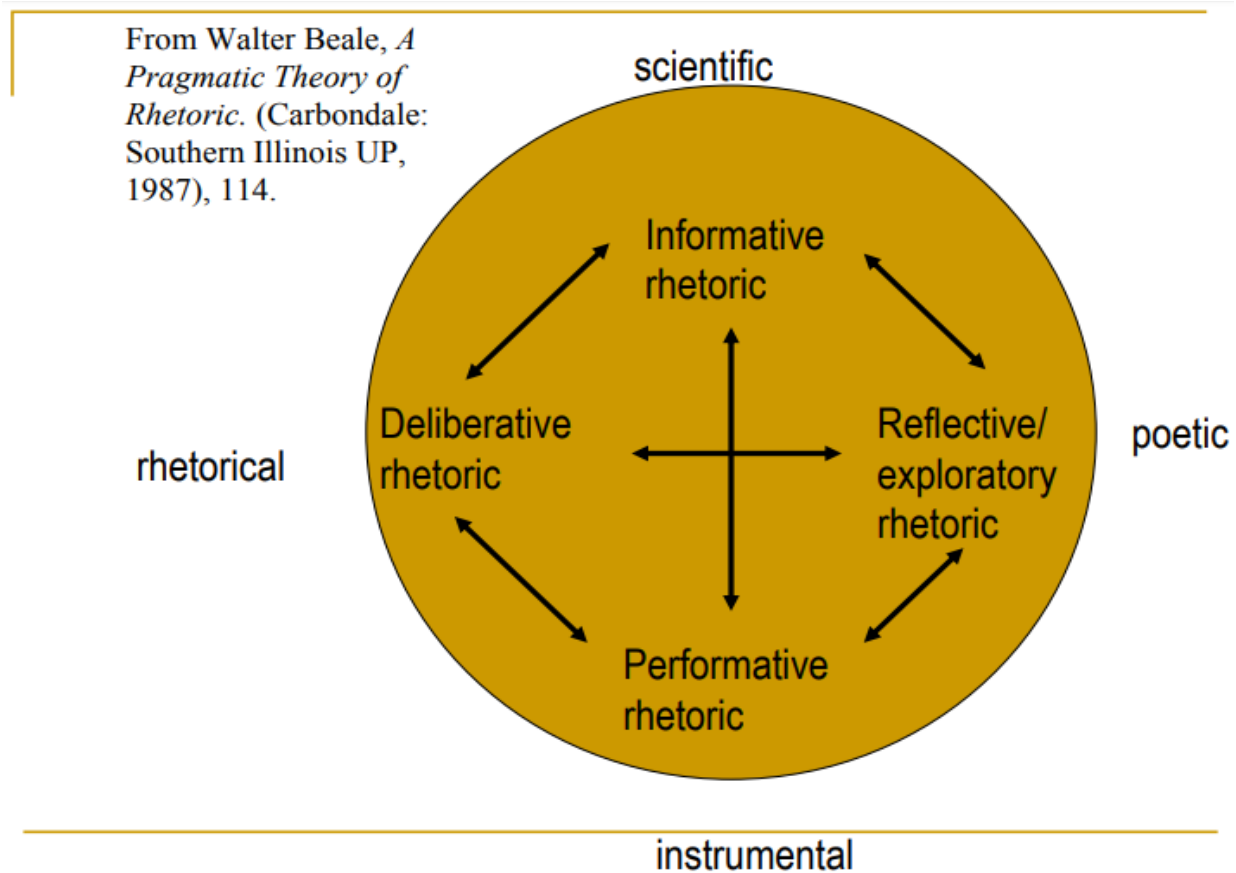 From Walter Beale, A
Pragmatic Theory of
Rhetoric. (Carbondale:
Southern Illinois UP,
1987), 114.
scientific
Informative
rhetoric
Deliberative
rhetoric
Reflective/
exploratory
rhetoric
rhetorical
poetic
Performative
rhetoric
instrumental